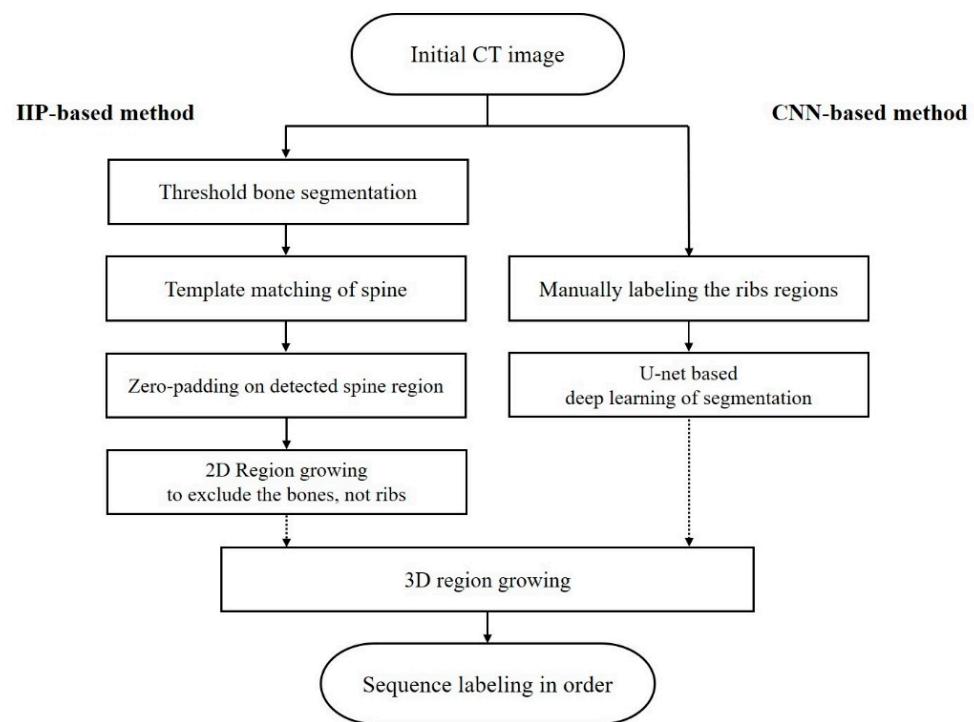 Initial CT image
IIP-based method
CNN-based method
Threshold bone segmentation
Template matching of spine
Manually labeling the ribs regions
Zero-padding on detected spine region
U-net based
deep learning of segmentation
2D Region growing
to exclude the bones, not ribs
3D region growing
Sequence labeling in order